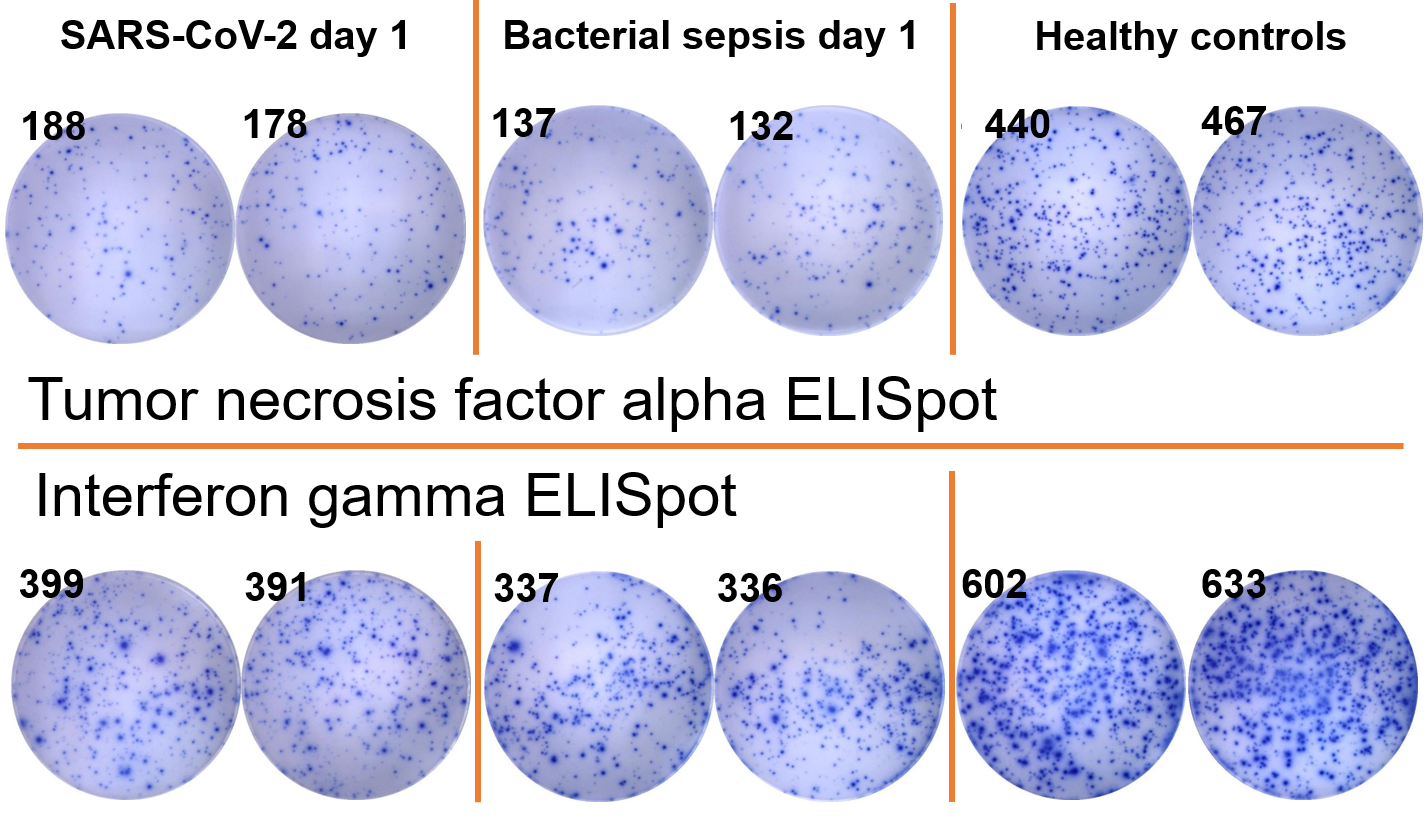 SARS-CoV-2 day 1
Bacterial sepsis day 1
Healthy controls
188
178
137
132
440
467
Tumor necrosis factor alpha ELISpot
Interferon gamma ELISpot
399
391
337
336
602
633